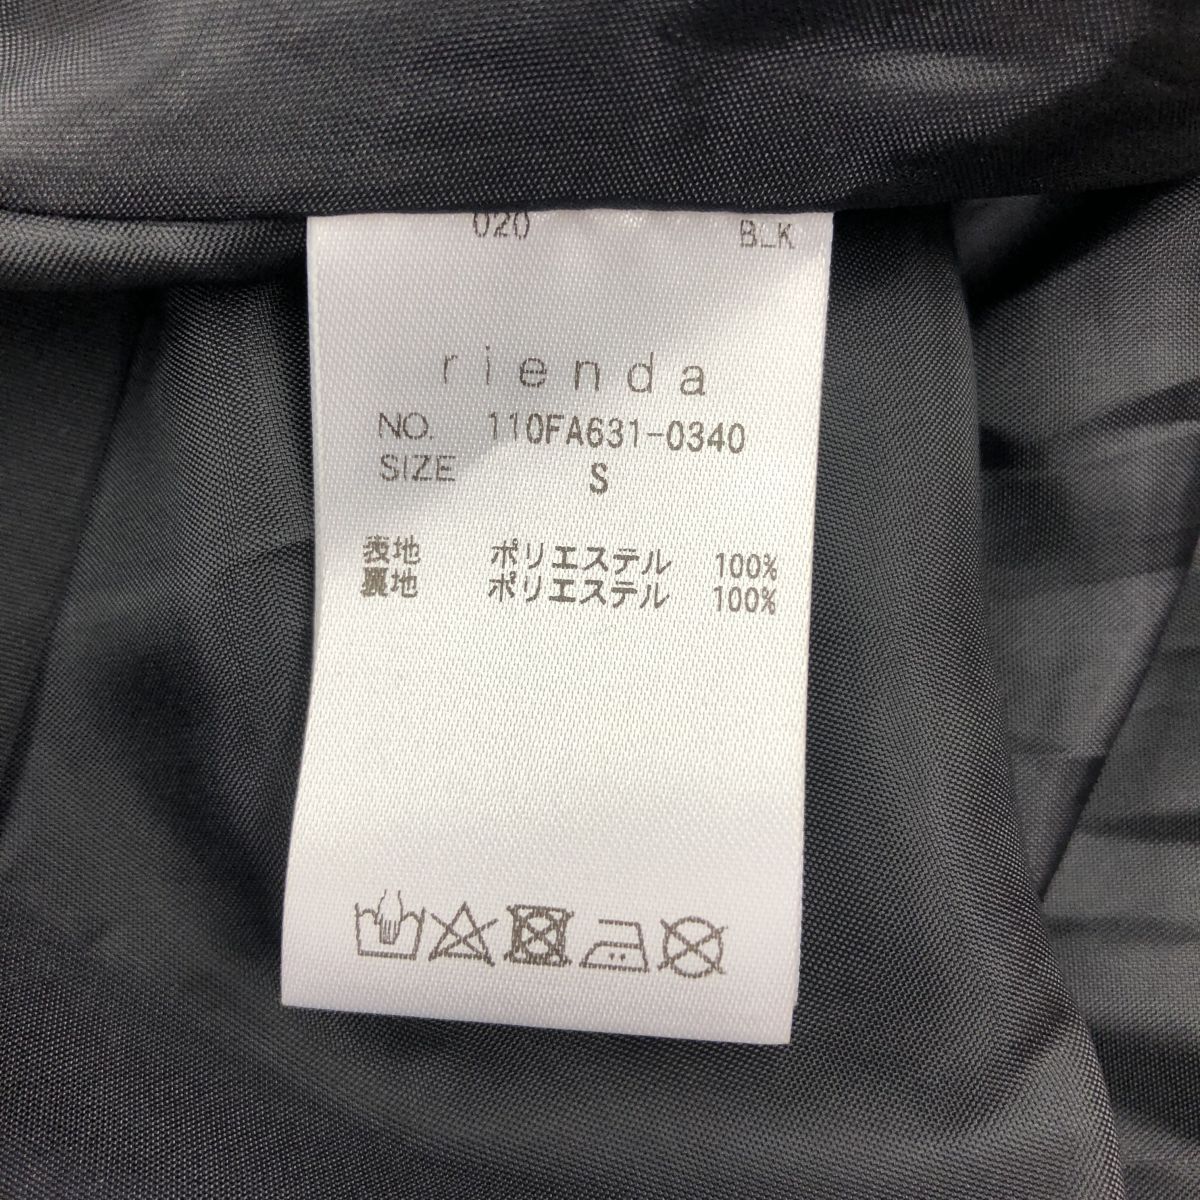 020 BLK
rienda
NO. 110FA631-0340
SIZE S
表地 ポリエステル 100%
裏地 ポリエステル 100%